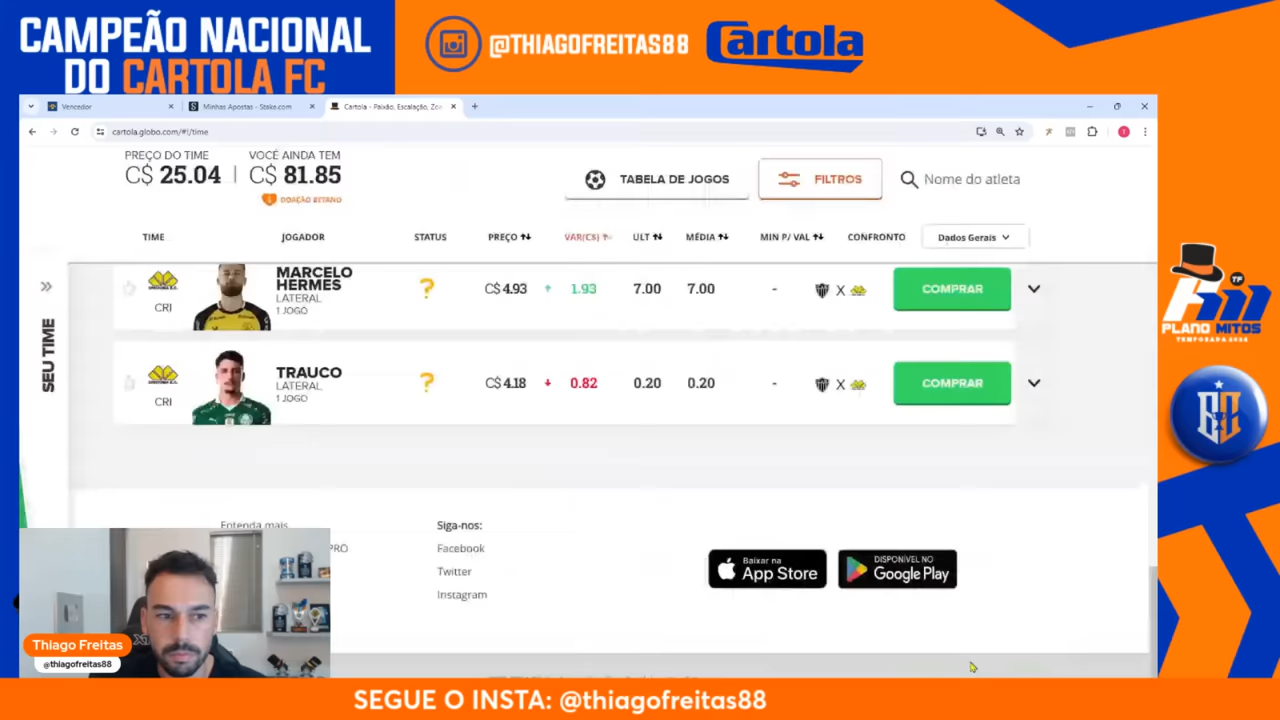 CAMPEÃO NACIONAL
DO CARTOLA FC
@THIAGOFREITAS88
Cartola
Vencedor
Minhas Apostas - Stake.com
Cartola - Paixão, Escalação, Zo
cartola.globo.com/#!/time
T
PREÇO DO TIME
C$ 25.04
VOCÊ AINDA TEM
C$ 81.85
DOAÇÃO BETANO
TABELA DE JOGOS
FILTROS
Nome do atleta
TIME JOGADOR STATUS PREÇO VAR(C$) ULT MÉDIA MIN P/ VAL CONFRONTO Dados Gerais
SEU TIME
CRI
MARCELO
HERMES
LATERAL
1 JOGO
? C$ 4.93 1.93 7.00 7.00 - X COMPRAR
CRI
TRAUCO
LATERAL
1 JOGO
? C$ 4.18 0.82 0.20 0.20 - X COMPRAR
Entenda mais
PRO
Siga-nos:
Facebook
Twitter
Instagram
Baixar na
App Store
DISPONÍVEL NO
Google Play
TF
PLANO MITOS
TEMPORADA 2024
Thiago Freitas
@thiagofreitas88
SEGUE O INSTA: @thiagofreitas88